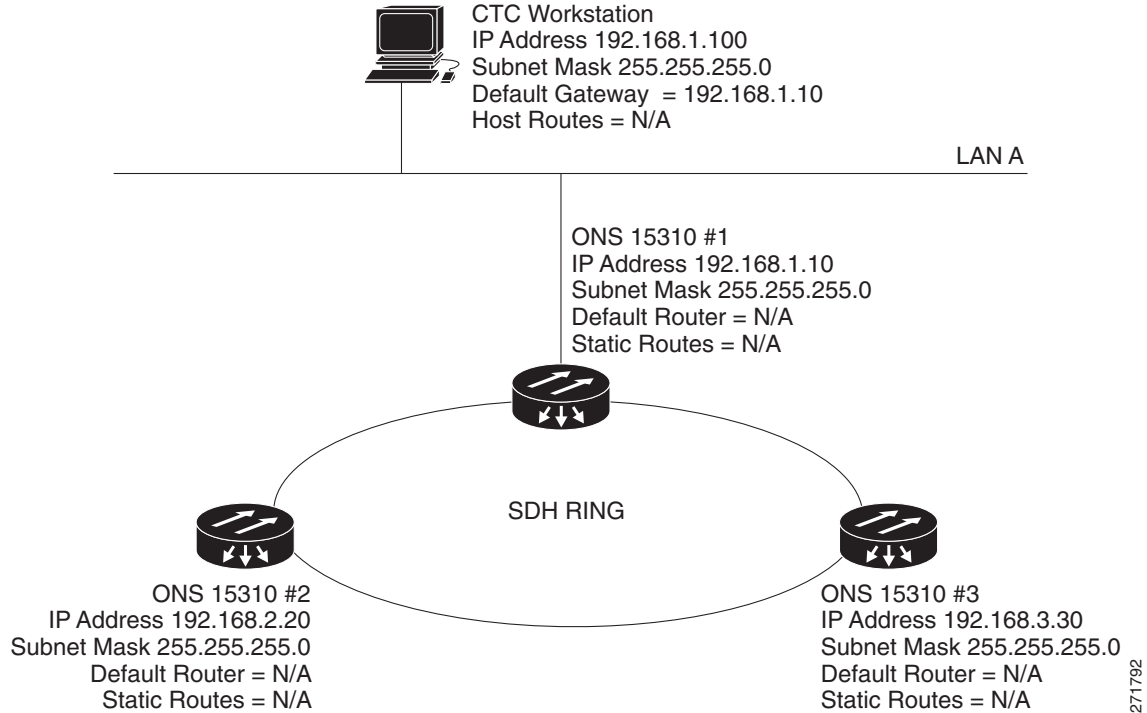 CTC Workstation
IP Address 192.168.1.100
Subnet Mask 255.255.255.0
Default Gateway = 192.168.1.10
Host Routes = N/A
LAN A
ONS 15310 #1
IP Address 192.168.1.10
Subnet Mask 255.255.255.0
Default Router = N/A
Static Routes = N/A
SDH RING
ONS 15310 #2
IP Address 192.168.2.20
Subnet Mask 255.255.255.0
Default Router = N/A
Static Routes = N/A
ONS 15310 #3
IP Address 192.168.3.30
Subnet Mask 255.255.255.0
Default Router = N/A
Static Routes = N/A
271792